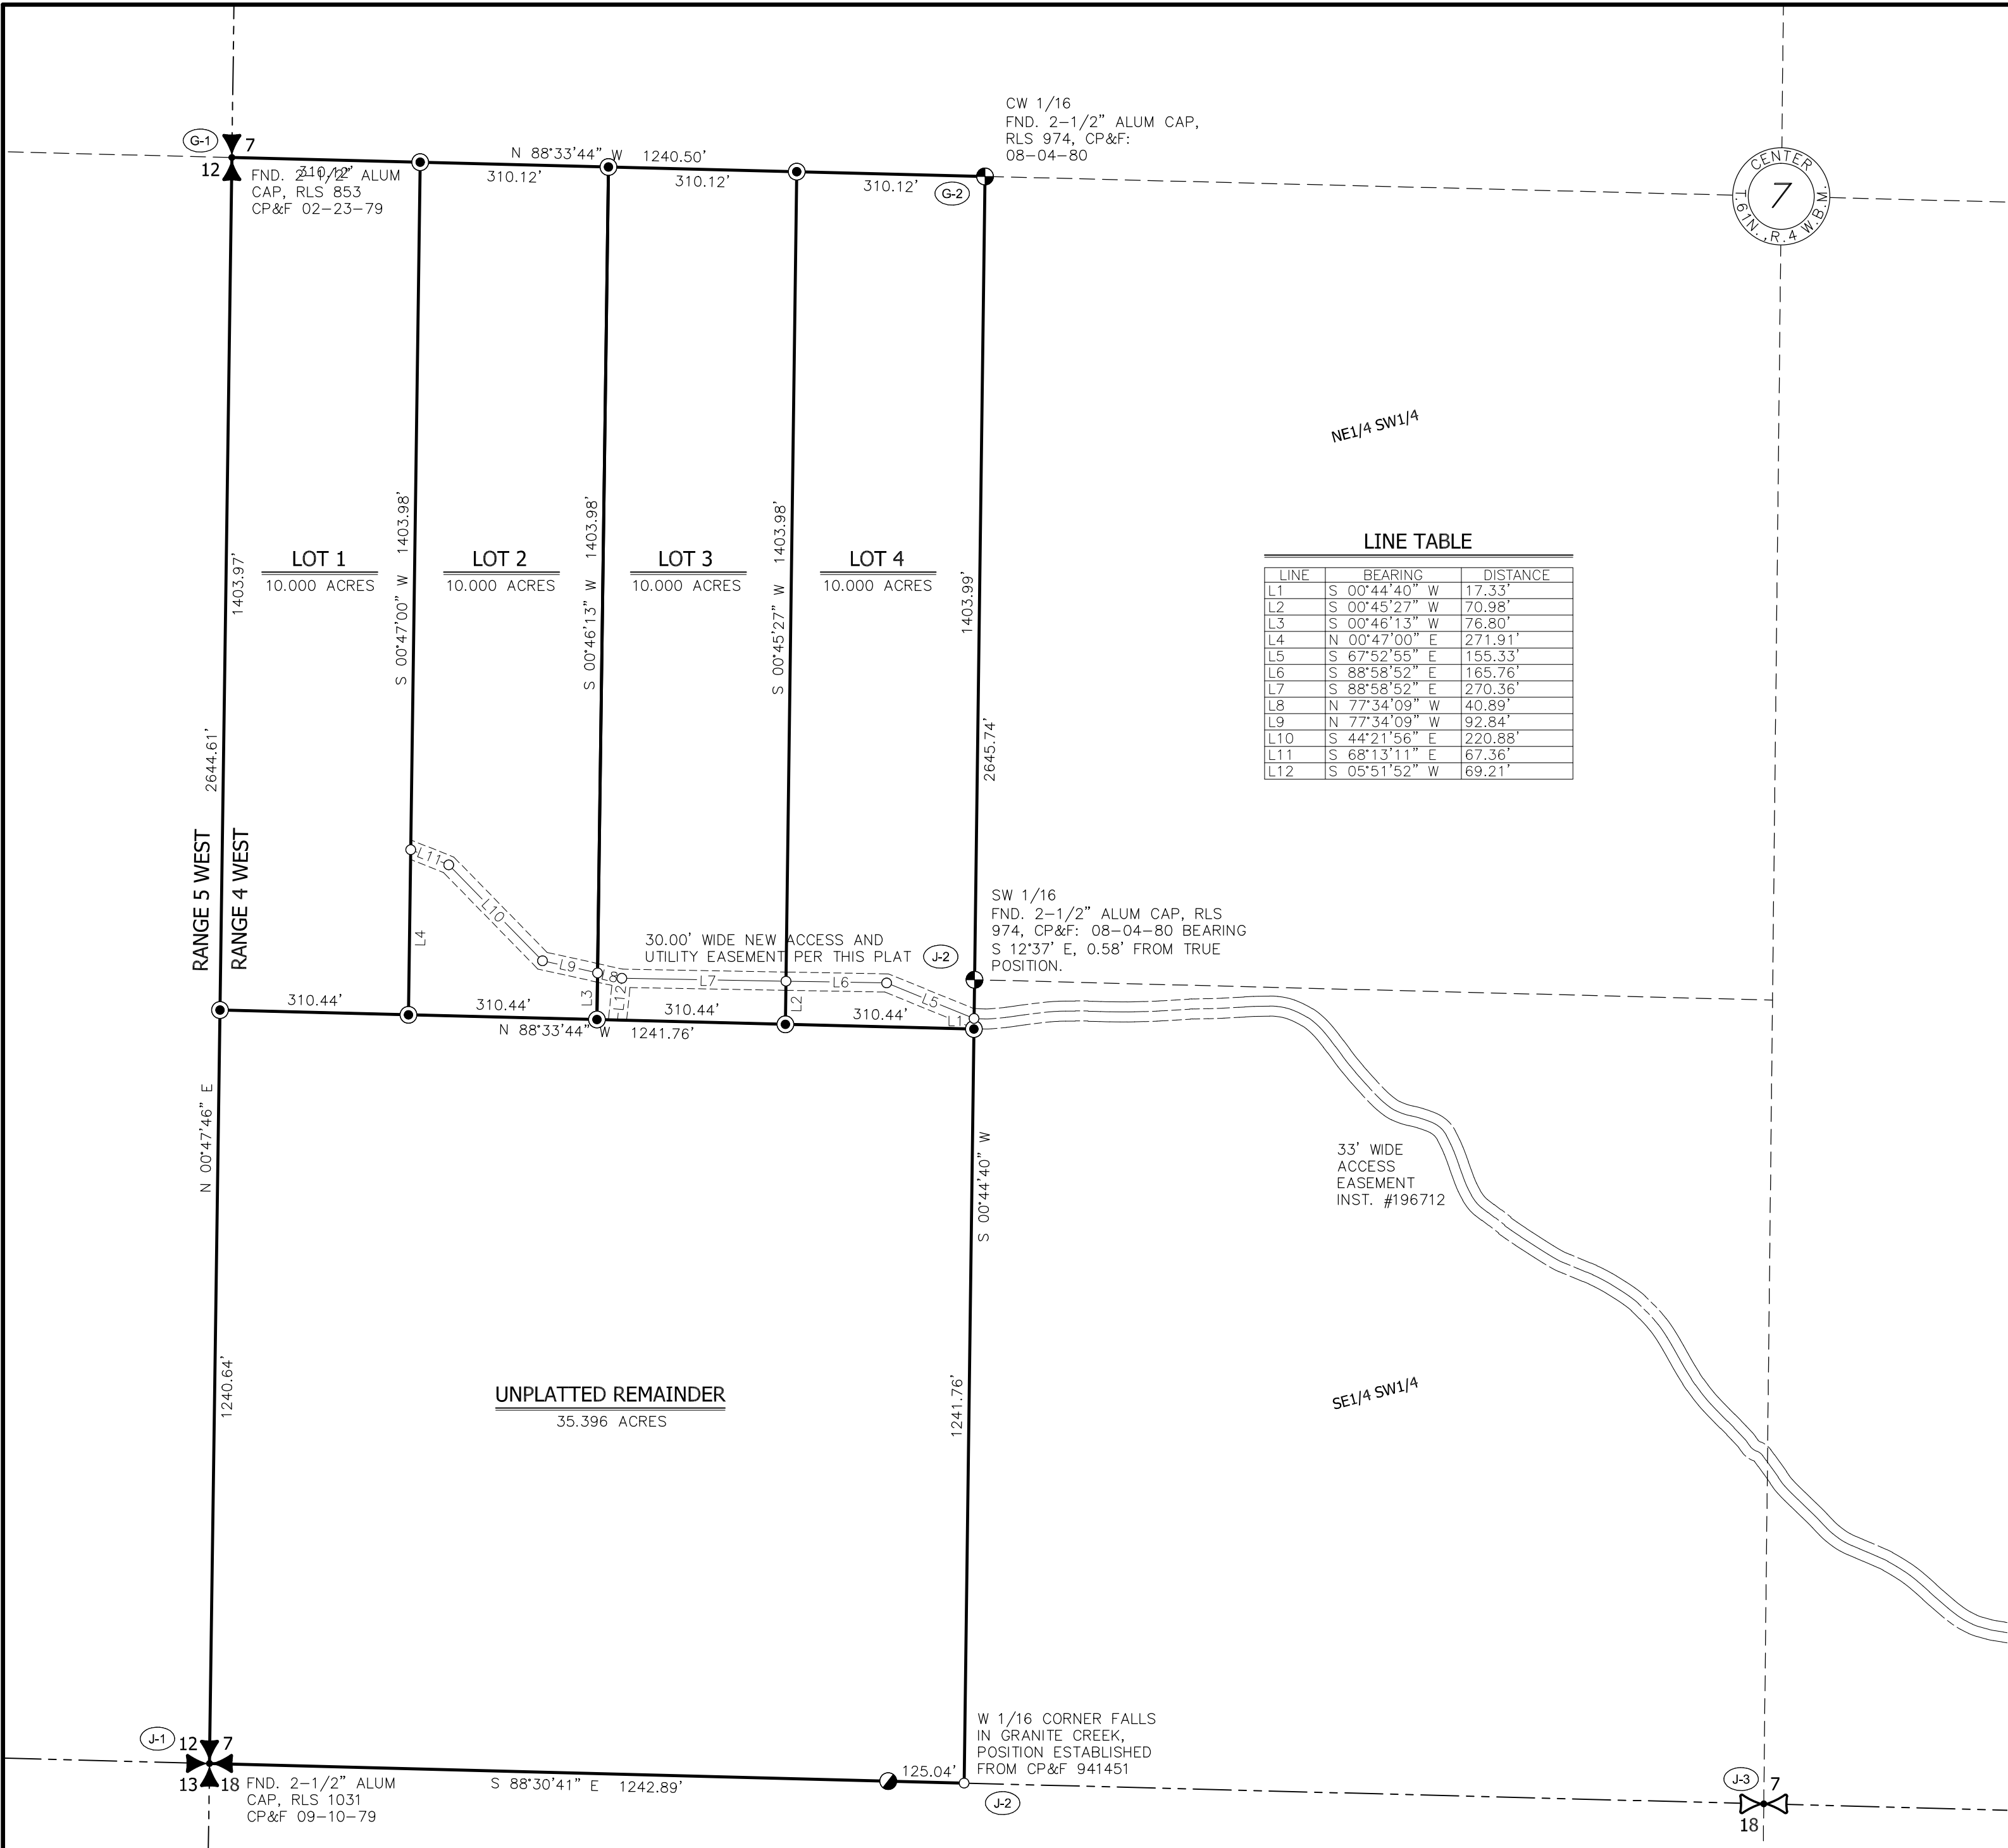 CW 1/16
FND. 2-1/2" ALUM CAP,
RLS 974, CP&F:
08-04-80
G-1
7
12
FND. 2-1/2" ALUM
CAP, RLS 853
CP&F 02-23-79
N 88°33'44" W 1240.50'
310.12'
310.12'
310.12'
310.12'
G-2
CENTER
7
T.61N.,R.4 W.B.M.
NE1/4 SW1/4
LOT 1
10.000 ACRES
LOT 2
10.000 ACRES
LOT 3
10.000 ACRES
LOT 4
10.000 ACRES
1403.97'
S 00°47'00" W 1403.98'
S 00°46'13" W 1403.98'
S 00°45'27" W 1403.98'
1403.99'
2644.61'
2645.74'
LINE TABLE
LINE BEARING DISTANCE
L1 S 00°44'40" W 17.33'
L2 S 00°45'27" W 70.98'
L3 S 00°46'13" W 76.80'
L4 N 00°47'00" E 271.91'
L5 S 67°52'55" E 155.33'
L6 S 88°58'52" E 165.76'
L7 S 88°58'52" E 270.36'
L8 N 77°34'09" W 40.89'
L9 N 77°34'09" W 92.84'
L10 S 44°21'56" E 220.88'
L11 S 68°13'11" E 67.36'
L12 S 05°51'52" W 69.21'
RANGE 5 WEST
RANGE 4 WEST
L11
L10
L4
L9
L8
L3
L12
L7
L6
L2
L5
L1
30.00' WIDE NEW ACCESS AND
UTILITY EASEMENT PER THIS PLAT
J-2
SW 1/16
FND. 2-1/2" ALUM CAP, RLS
974, CP&F: 08-04-80 BEARING
S 12°37' E, 0.58' FROM TRUE
POSITION.
310.44'
310.44'
310.44'
310.44'
N 88°33'44" W 1241.76'
N 00°47'46" E
S 00°44'40" W
33' WIDE
ACCESS
EASEMENT
INST. #196712
1240.64'
1241.76'
UNPLATTED REMAINDER
35.396 ACRES
SE1/4 SW1/4
W 1/16 CORNER FALLS
IN GRANITE CREEK,
POSITION ESTABLISHED
FROM CP&F 941451
J-1
12 7
13 18
FND. 2-1/2" ALUM
CAP, RLS 1031
CP&F 09-10-79
S 88°30'41" E 1242.89'
125.04'
J-2
J-3
7
18